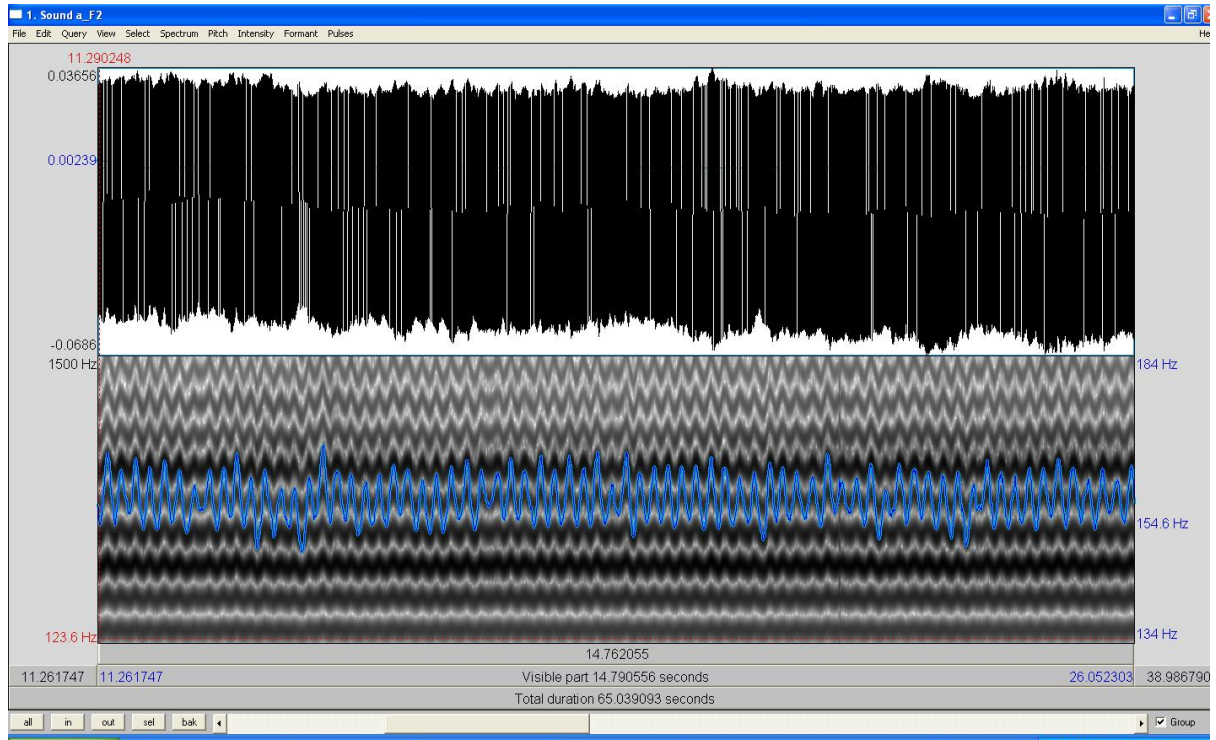 1. Sound a_F2
File Edit Query View Select Spectrum Pitch Intensity Formant Pulses He
11.290248
0.03656
0.00239
-0.0686
1500 Hz 184 Hz
154.6 Hz
123.6 Hz 134 Hz
14.762055
11.261747 11.261747 Visible part 14.790556 seconds 26.052303 38.986790
Total duration 65.039093 seconds
all in out sel bak Group